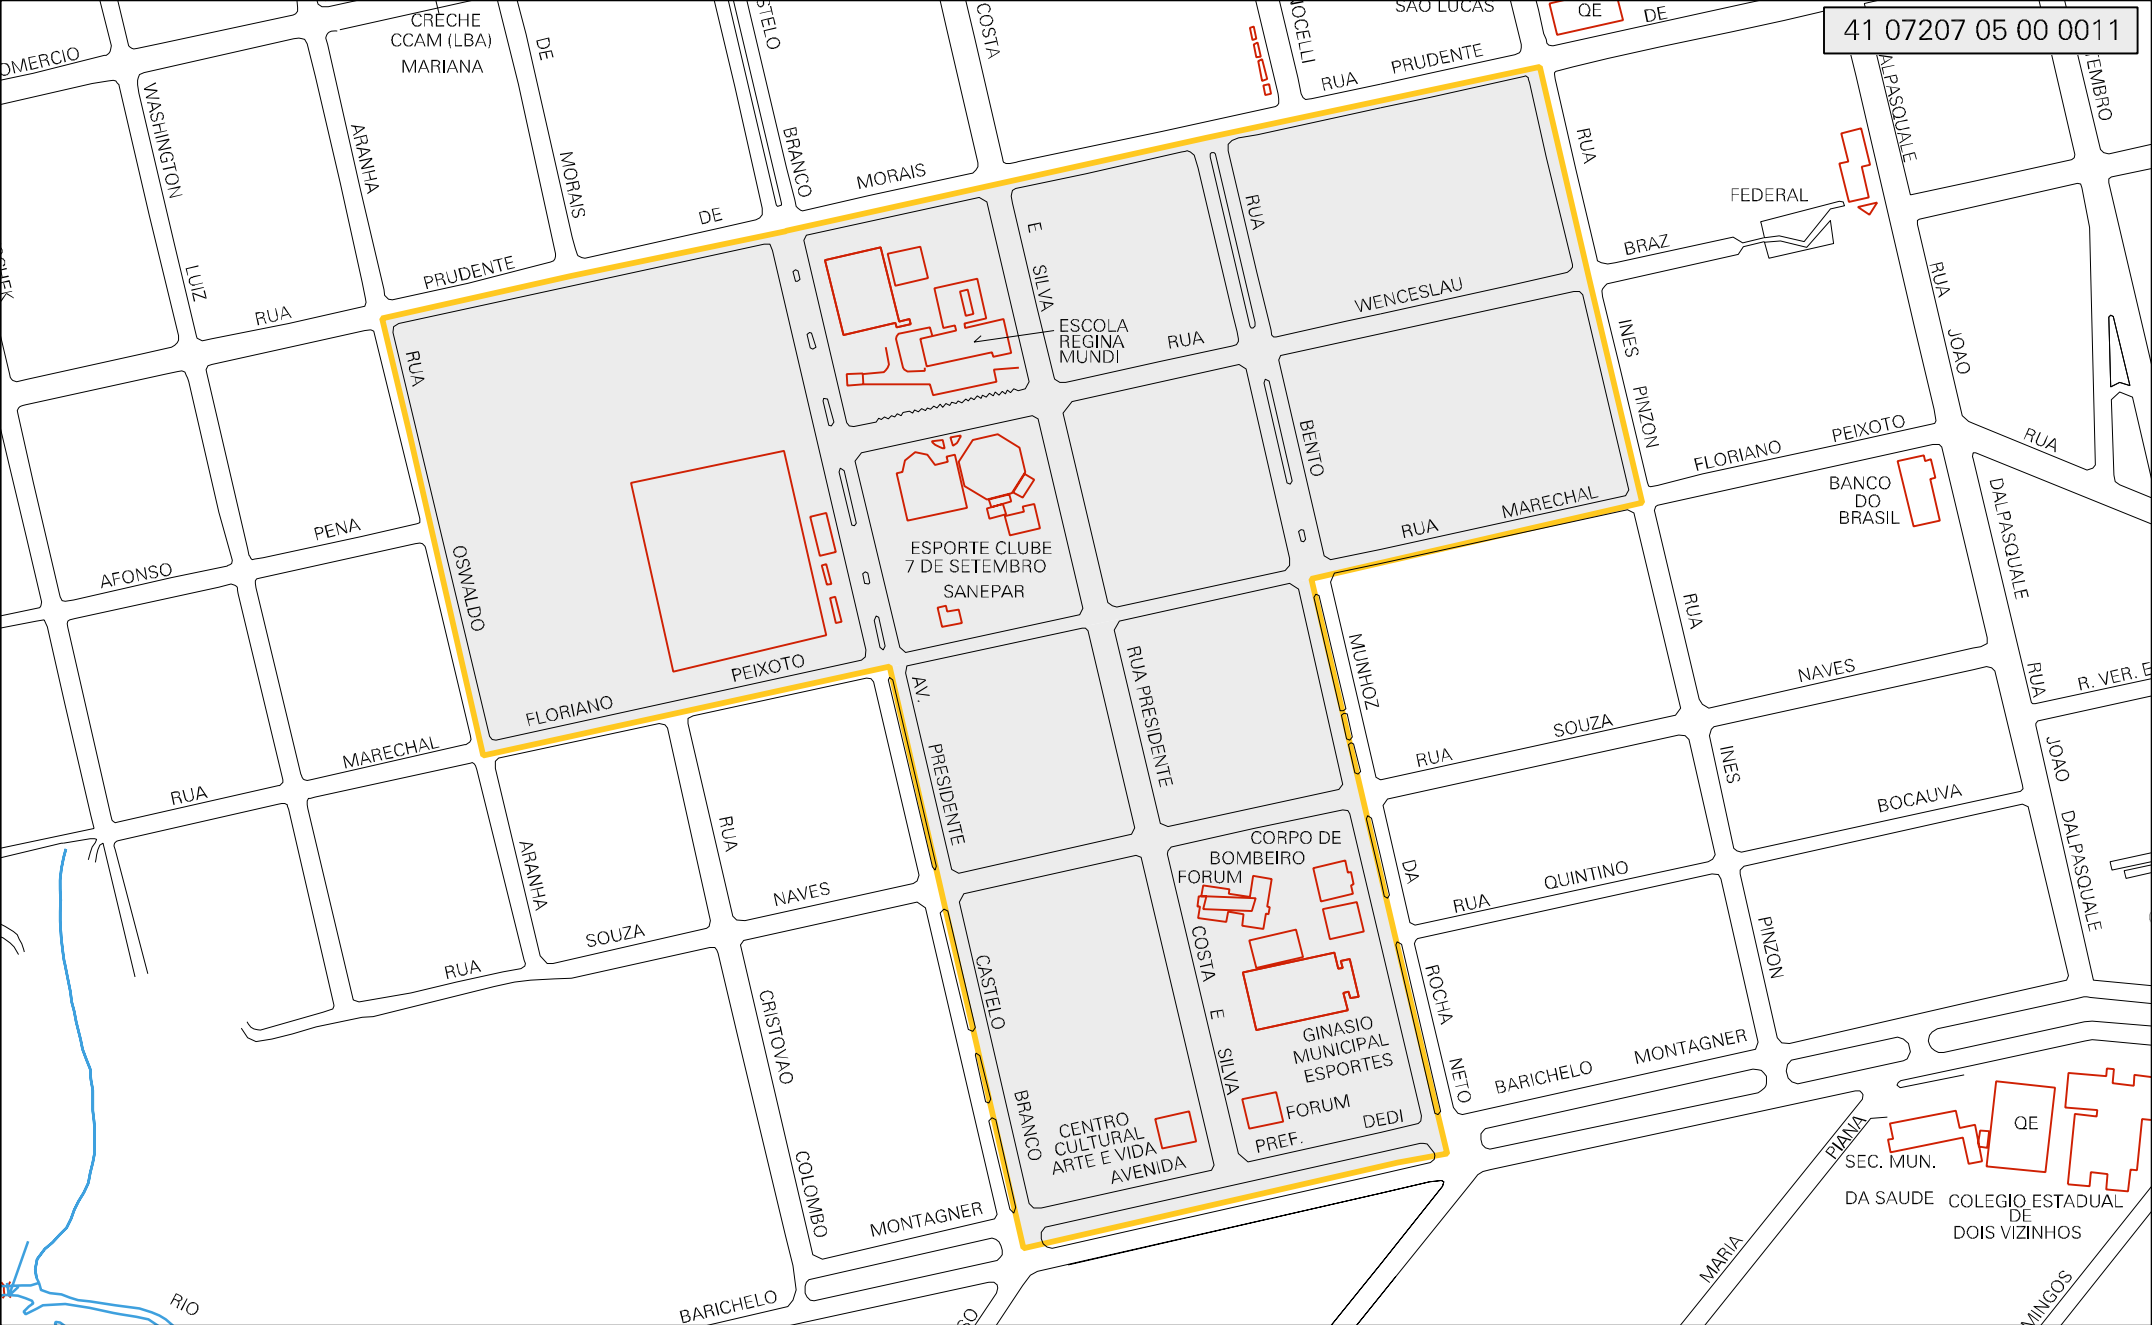 41 07207 05 00 0011
CRECHE
CCAM (LBA)
MARIANA
DE
COSTA
SAO LUCAS
QE
DE
RUA PRUDENTE
WASHINGTON
ARANHA
MORAIS
BRANCO
MORAIS
DE
PRUDENTE
RUA
LUIZ
RUA
E
SILVA
RUA
RUA
DALPASQUALE
FEDERAL
BRAZ
WENCESLAU
RUA
ESCOLA
REGINA
MUNDI
INES
PINZON
RUA
JOAO
RUA
FLORIANO PEIXOTO
BENTO
RUA MARECHAL
BANCO
DO
BRASIL
DALPASQUALE
PENA
AFONSO
OSWALDO
ESPORTE CLUBE
7 DE SETEMBRO
SANEPAR
RUA
MUNHOZ
RUA PRESIDENTE
PEIXOTO
FLORIANO
MARECHAL
RUA
AV.
PRESIDENTE
NAVES
SOUZA
RUA
RUA
R. VER.
INES
JOAO
DALPASQUALE
BOCAUVA
QUINTINO
RUA
DA
CORPO DE
BOMBEIRO
FORUM
RUA
ARANHA
NAVES
SOUZA
RUA
COSTA
E
SILVA
CASTELO
BRANCO
CRISTOVAO
COLOMBO
ROCHA
NETO
PINZON
GINASIO
MUNICIPAL
ESPORTES
BARICHELO MONTAGNER
FORUM
PREF. DEDI
CENTRO
CULTURAL
ARTE E VIDA
AVENIDA
MONTAGNER
BARICHELO
RIO
PIANA
MARIA
SEC. MUN.
DA SAUDE
QE
COLEGIO ESTADUAL
DE
DOIS VIZINHOS